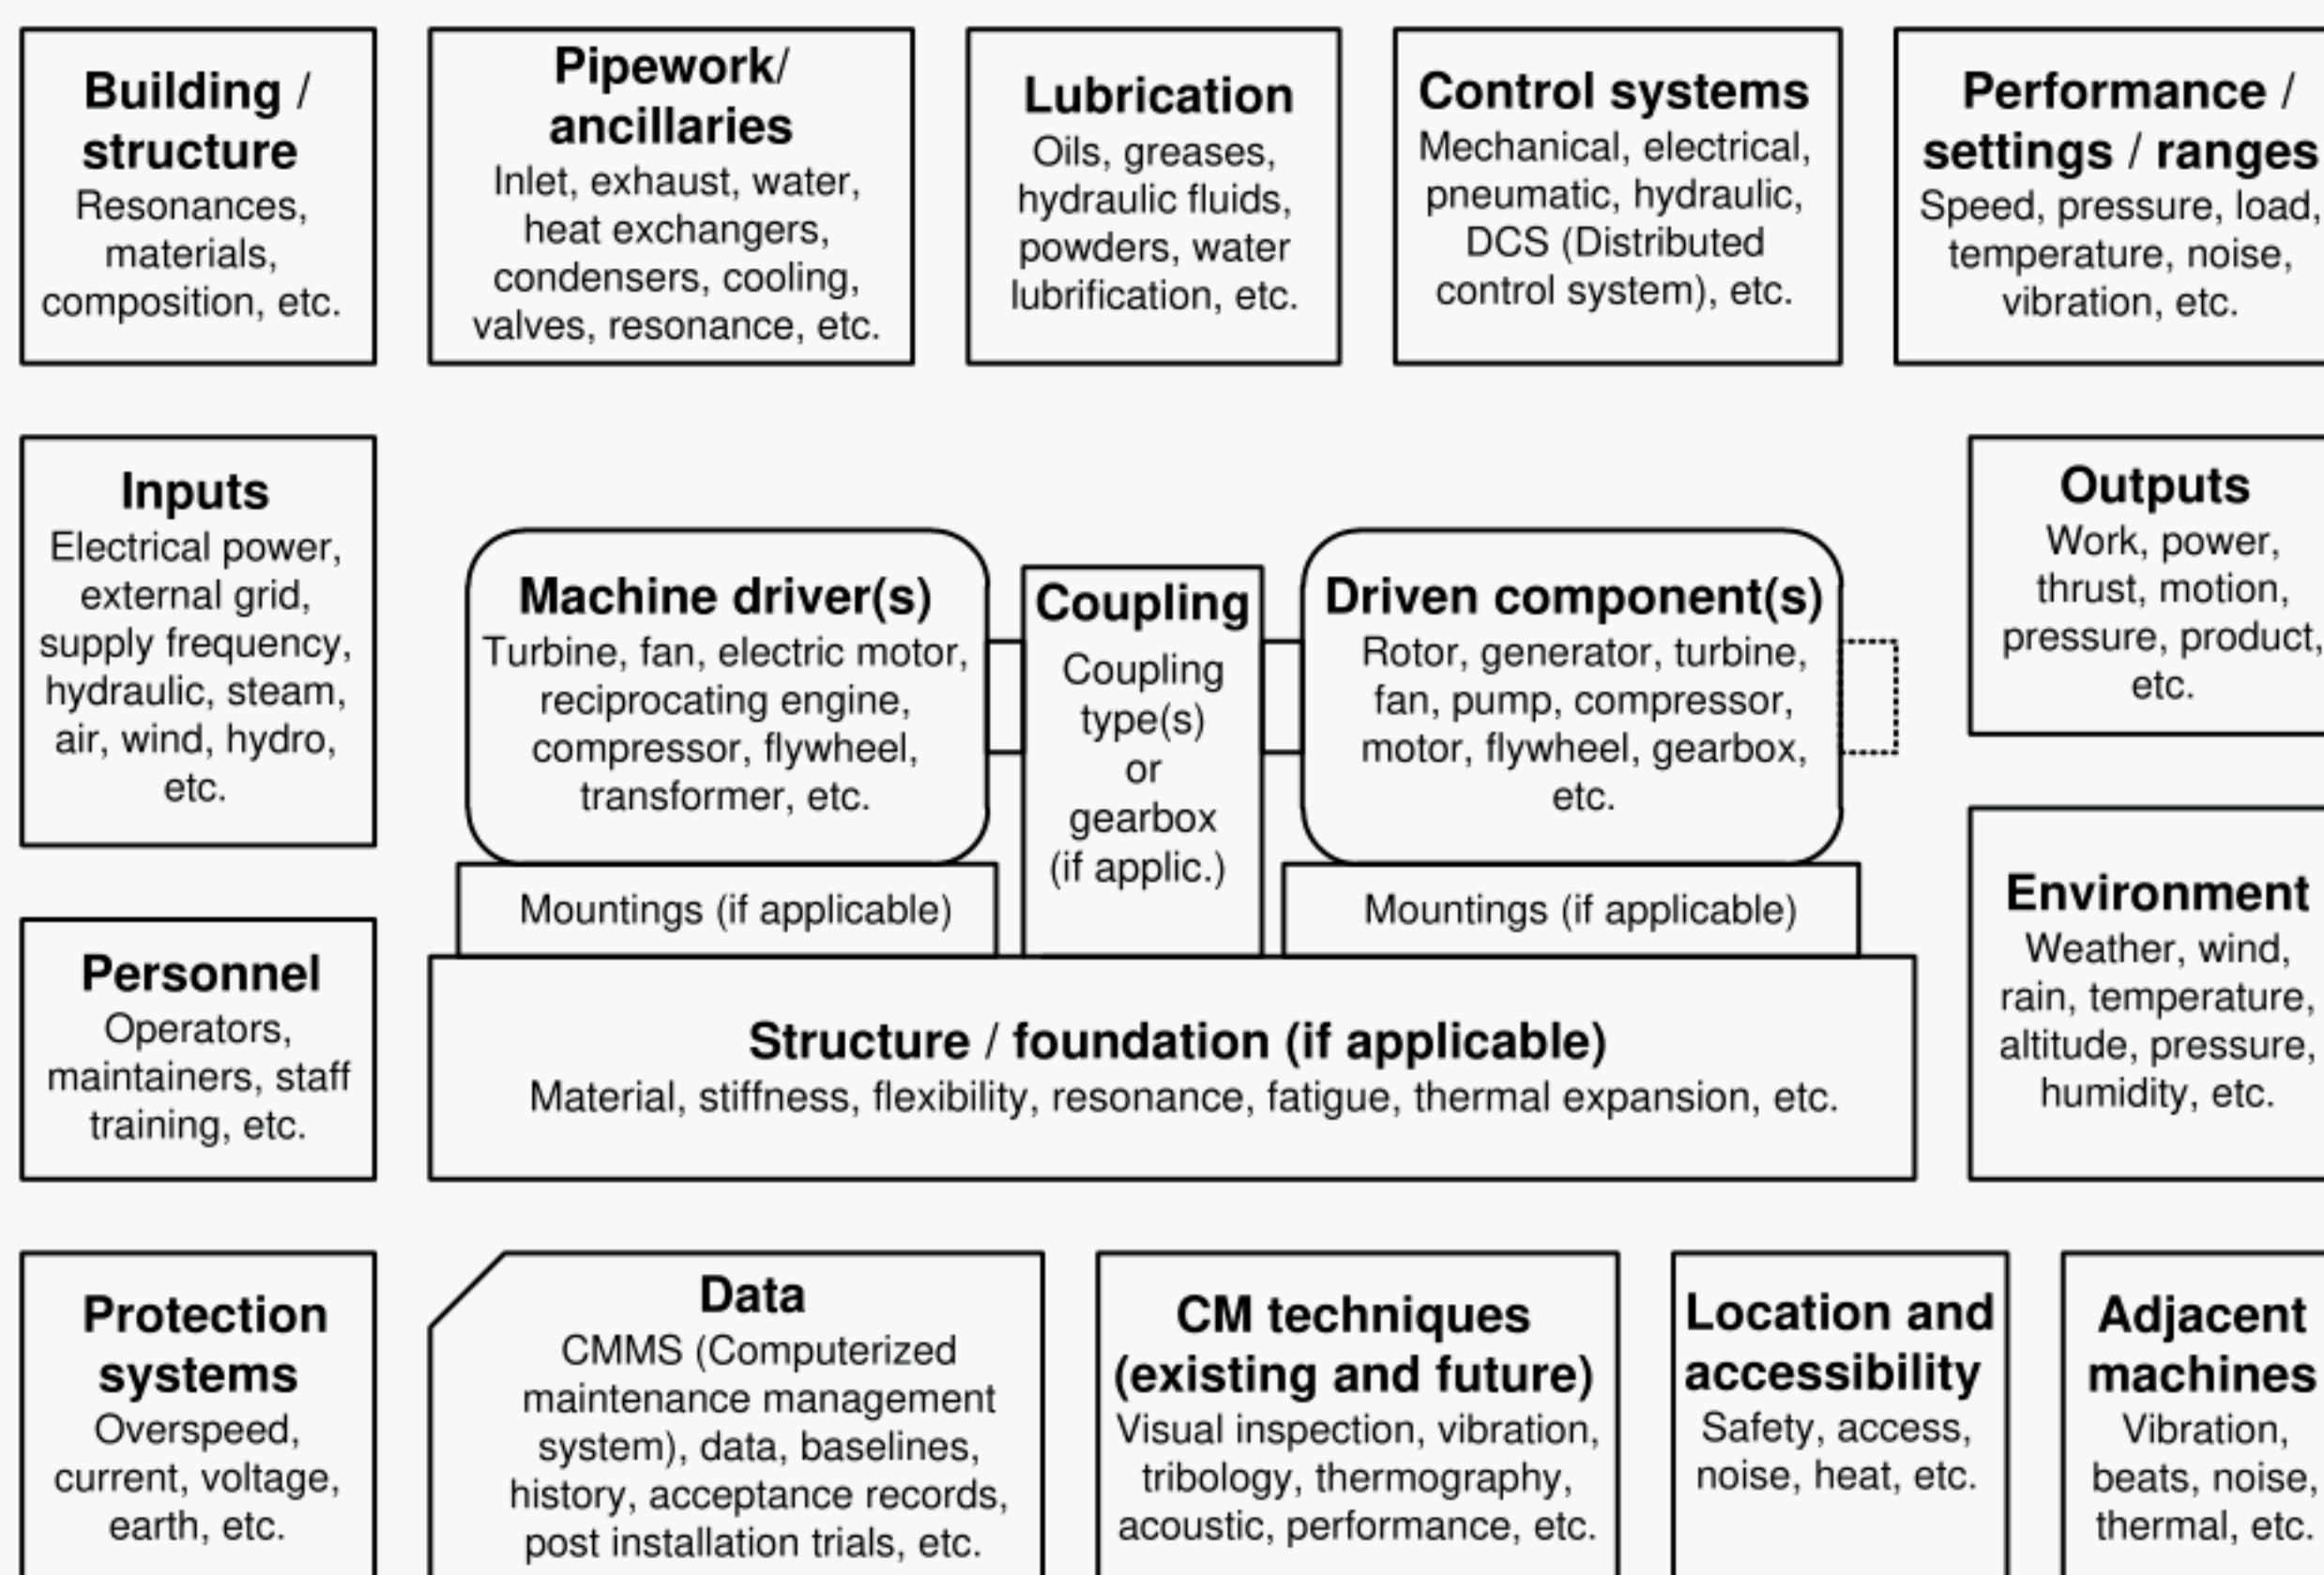 Building /
structure
Resonances,
materials,
composition, etc.
Pipework/
ancillaries
Inlet, exhaust, water,
heat exchangers,
condensers, cooling,
valves, resonance, etc.
Lubrication
Oils, greases,
hydraulic fluids,
powders, water
lubrification, etc.
Control systems
Mechanical, electrical,
pneumatic, hydraulic,
DCS (Distributed
control system), etc.
Performance /
settings / ranges
Speed, pressure, load,
temperature, noise,
vibration, etc.
Inputs
Electrical power,
external grid,
supply frequency,
hydraulic, steam,
air, wind, hydro,
etc.
Machine driver(s)
Turbine, fan, electric motor,
reciprocating engine,
compressor, flywheel,
transformer, etc.
Mountings (if applicable)
Coupling
Coupling
type(s)
or
gearbox
(if applic.)
Driven component(s)
Rotor, generator, turbine,
fan, pump, compressor,
motor, flywheel, gearbox,
etc.
Mountings (if applicable)
Outputs
Work, power,
thrust, motion,
pressure, product,
etc.
Personnel
Operators,
maintainers, staff
training, etc.
Structure / foundation (if applicable)
Material, stiffness, flexibility, resonance, fatigue, thermal expansion, etc.
Environment
Weather, wind,
rain, temperature,
altitude, pressure,
humidity, etc.
Protection
systems
Overspeed,
current, voltage,
earth, etc.
Data
CMMS (Computerized
maintenance management
system), data, baselines,
history, acceptance records,
post installation trials, etc.
CM techniques
(existing and future)
Visual inspection, vibration,
tribology, thermography,
acoustic, performance, etc.
Location and
accessibility
Safety, access,
noise, heat, etc.
Adjacent
machines
Vibration,
beats, noise,
thermal, etc.